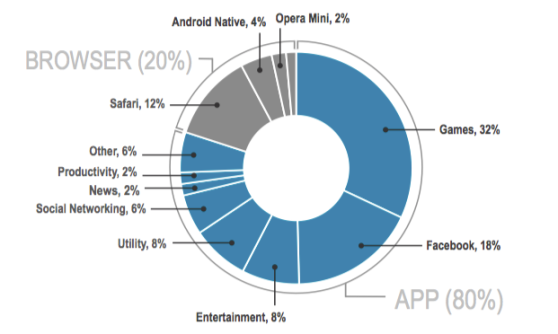 Android Native, 4%
Opera Mini, 2%
BROWSER (20%)
Safari, 12%
Games, 32%
Other, 6%
Productivity, 2%
News, 2%
Social Networking, 6%
Utility, 8%
Facebook, 18%
Entertainment, 8%
APP (80%)